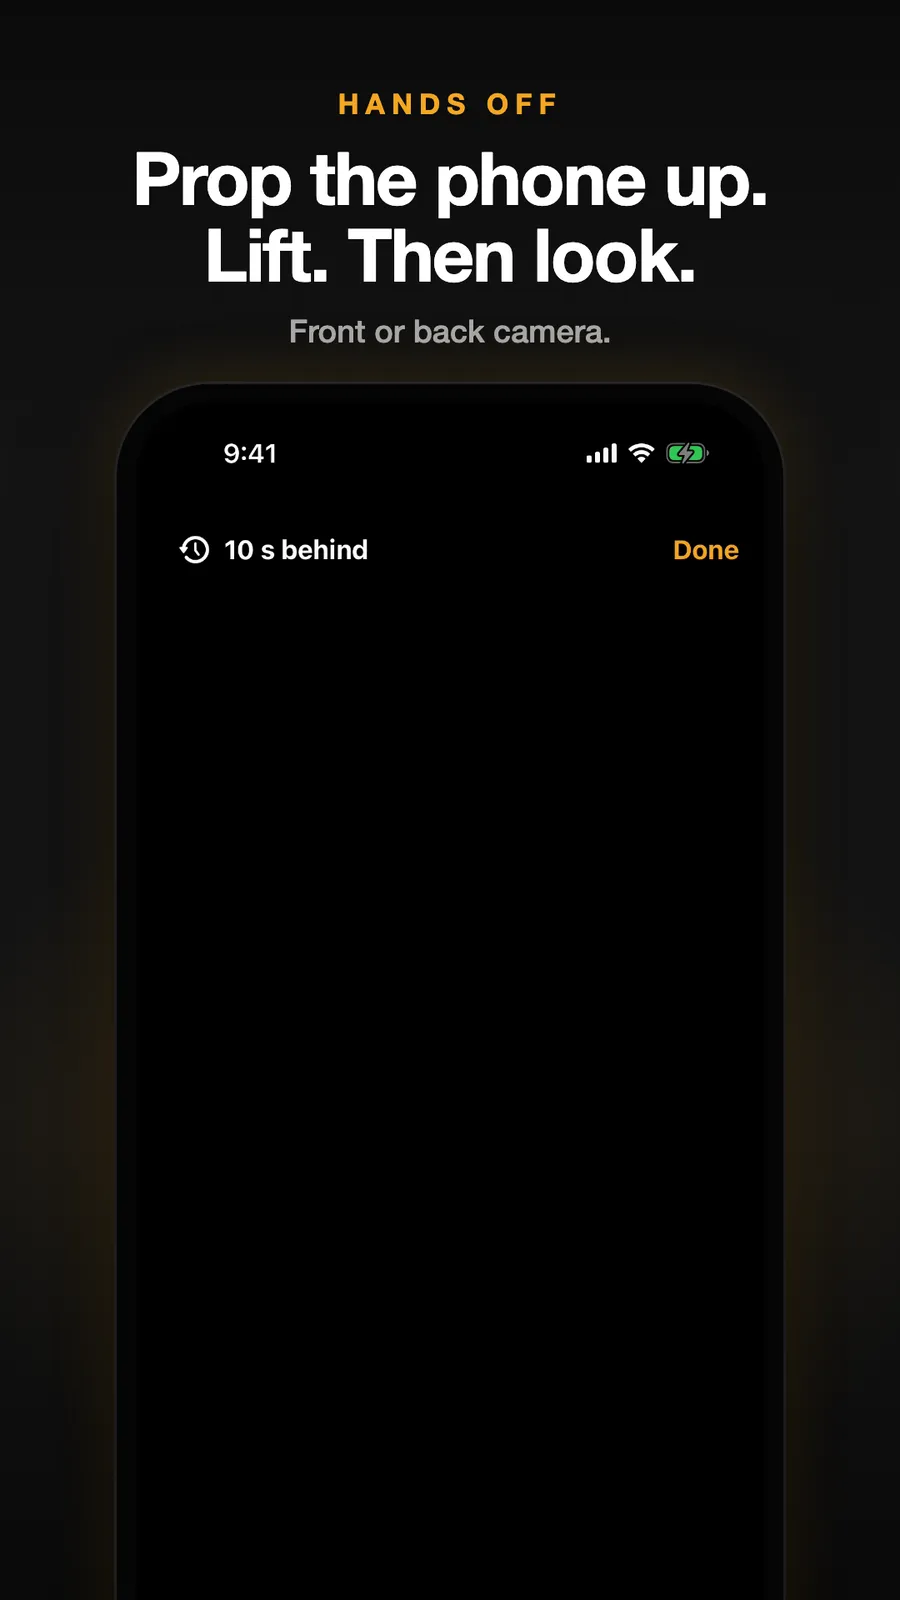 HANDS OFF
Prop the phone up.
Lift. Then look.
Front or back camera.
9:41
10 s behind
Done